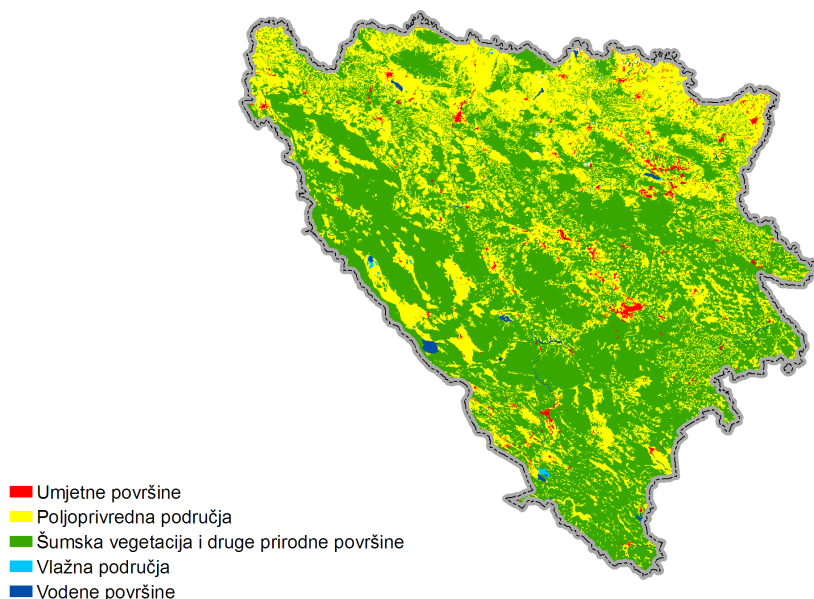 Umjetne površine
Poljoprivredna područja
Šumska vegetacija i druge prirodne površine
Vlažna područja
Vodene površine